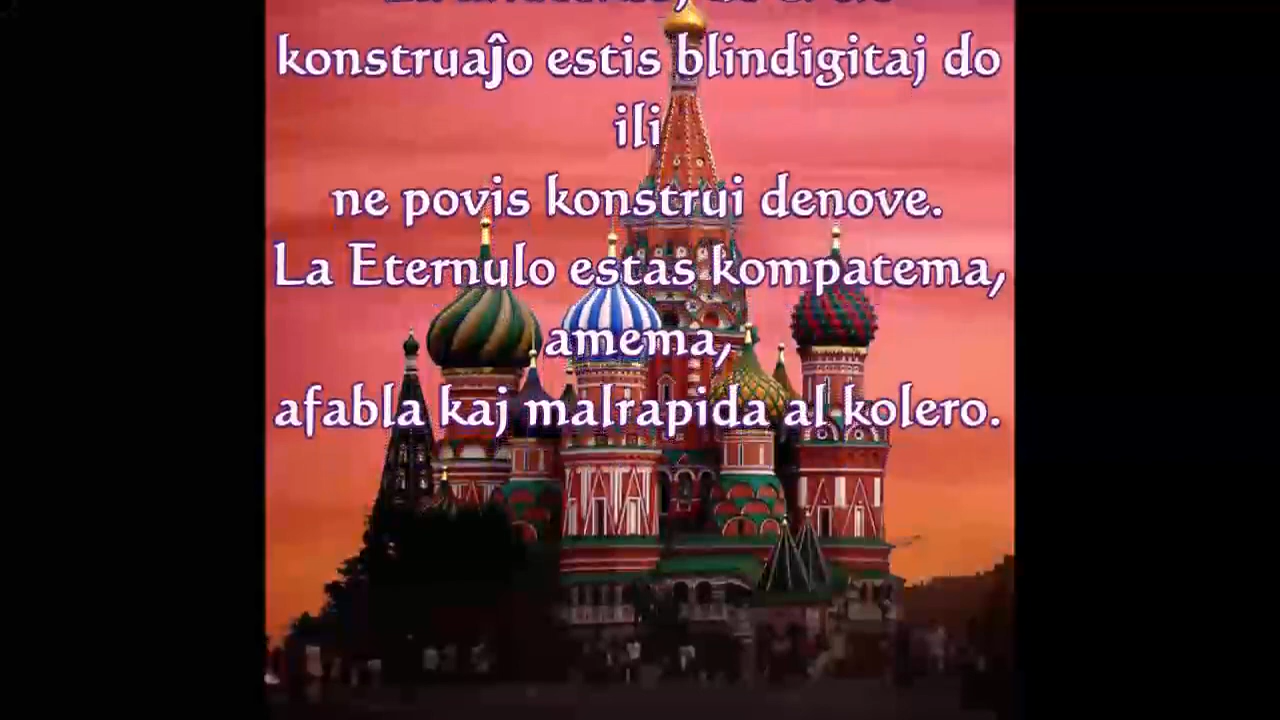 konstruaĵo estis blindigitaj do
ili
ne povis konstrui denove.
La Eternulo estas kompatema,
amema,
afabla kaj malrapida al kolero.